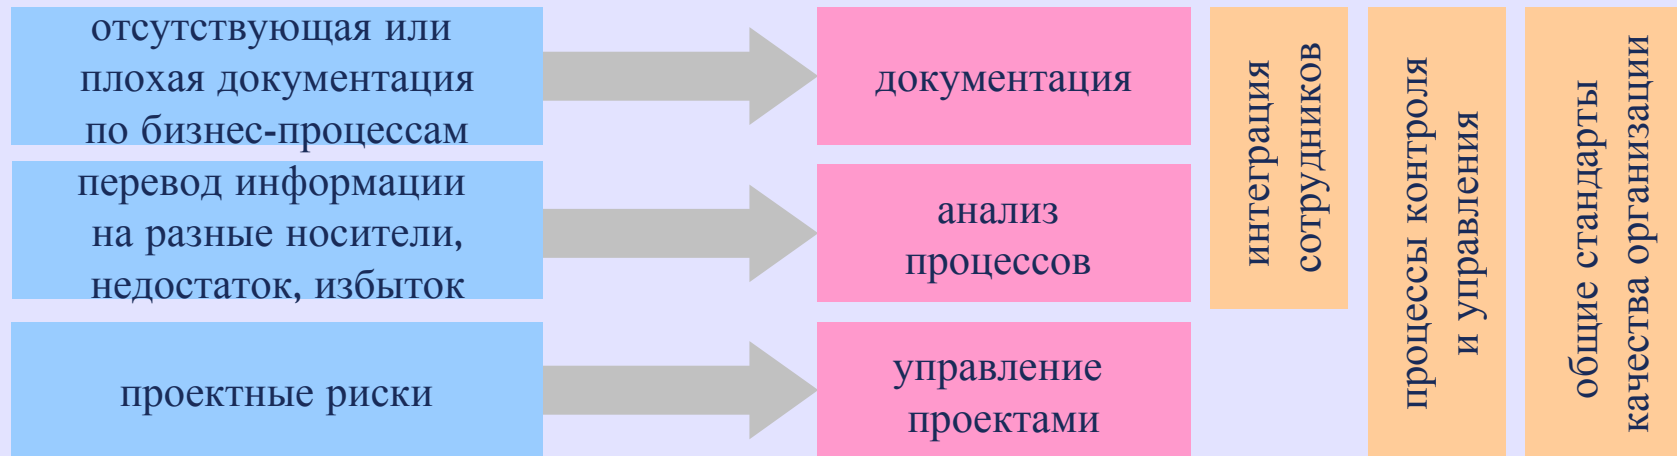 отсутствующая или
плохая документация
по бизнес-процессам
документация
перевод информации
на разные носители,
недостаток, избыток
анализ
процессов
проектные риски
управление
проектами
интеграция
сотрудников
процессы контроля
и управления
общие стандарты
качества организации